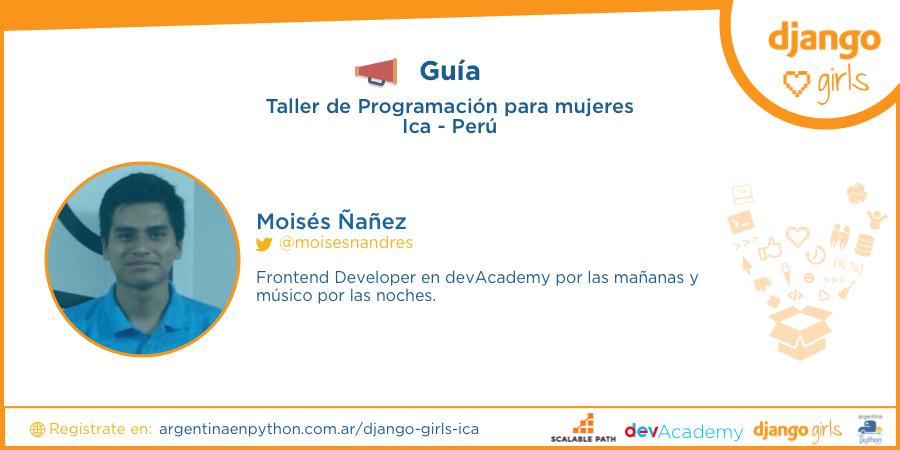 django
girls
Guía
Taller de Programación para mujeres
Ica - Perú
Moisés Ñañez
@moisesnandres
Frontend Developer en devAcademy por las mañanas y
músico por las noches.
>>>
{%%}
>>>
</>
Registrate en: argentinaenpython.com.ar/django-girls-ica
SCALABLE PATH
devAcademy
django girls
argentina
en python